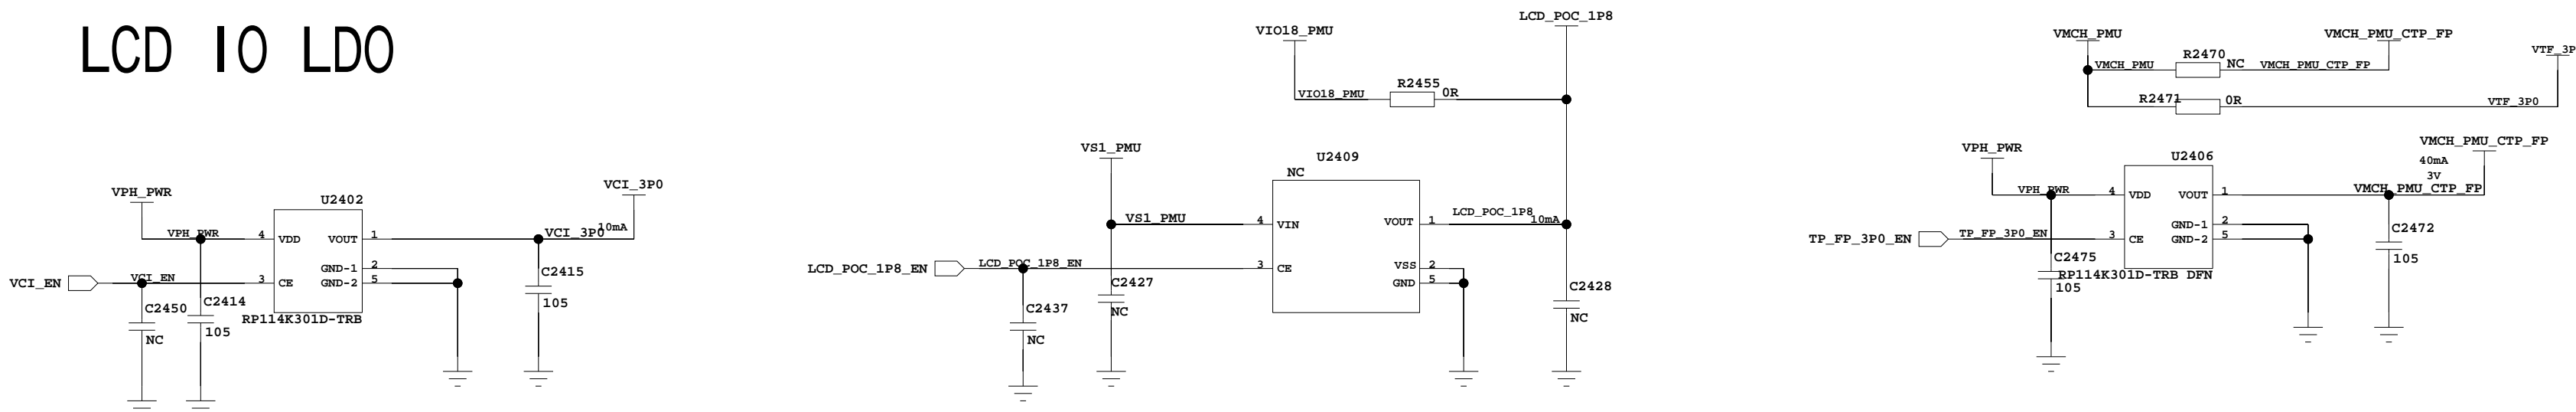 LCD IO LDO
VPH_PWR
VCI_3P0
U2402
VPH_PWR
4
VDD
VOUT
1
VCI_3P0
10mA
GND-1
2
VCI_EN
VCI_EN
3
CE
GND-2
5
C2415
105
C2450
NC
C2414
105
RP114K301D-TRB
LCD_POC_1P8
VIO18_PMU
VIO18_PMU
R2455
0R
VS1_PMU
U2409
NC
VS1_PMU
4
VIN
VOUT
1
LCD_POC_1P8
10mA
LCD_POC_1P8_EN
LCD_POC_1P8_EN
3
CE
VSS
2
GND
5
C2427
NC
C2437
NC
C2428
NC
VMCH_PMU
VMCH_PMU_CTP_FP
VTF_3P
VMCH_PMU
R2470
NC
VMCH_PMU_CTP_FP
R2471
0R
VTF_3P0
VPH_PWR
U2406
VMCH_PMU_CTP_FP
40mA
3V
VPH_PWR
4
VDD
VOUT
1
VMCH_PMU_CTP_FP
GND-1
2
TP_FP_3P0_EN
TP_FP_3P0_EN
3
CE
GND-2
5
C2472
105
C2475
105
RP114K301D-TRB DFN